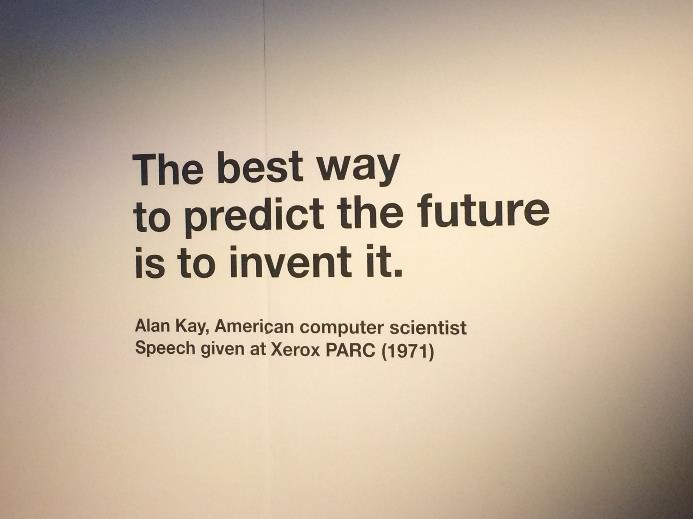 The best way
to predict the future
is to invent it.
Alan Kay, American computer scientist
Speech given at Xerox PARC (1971)